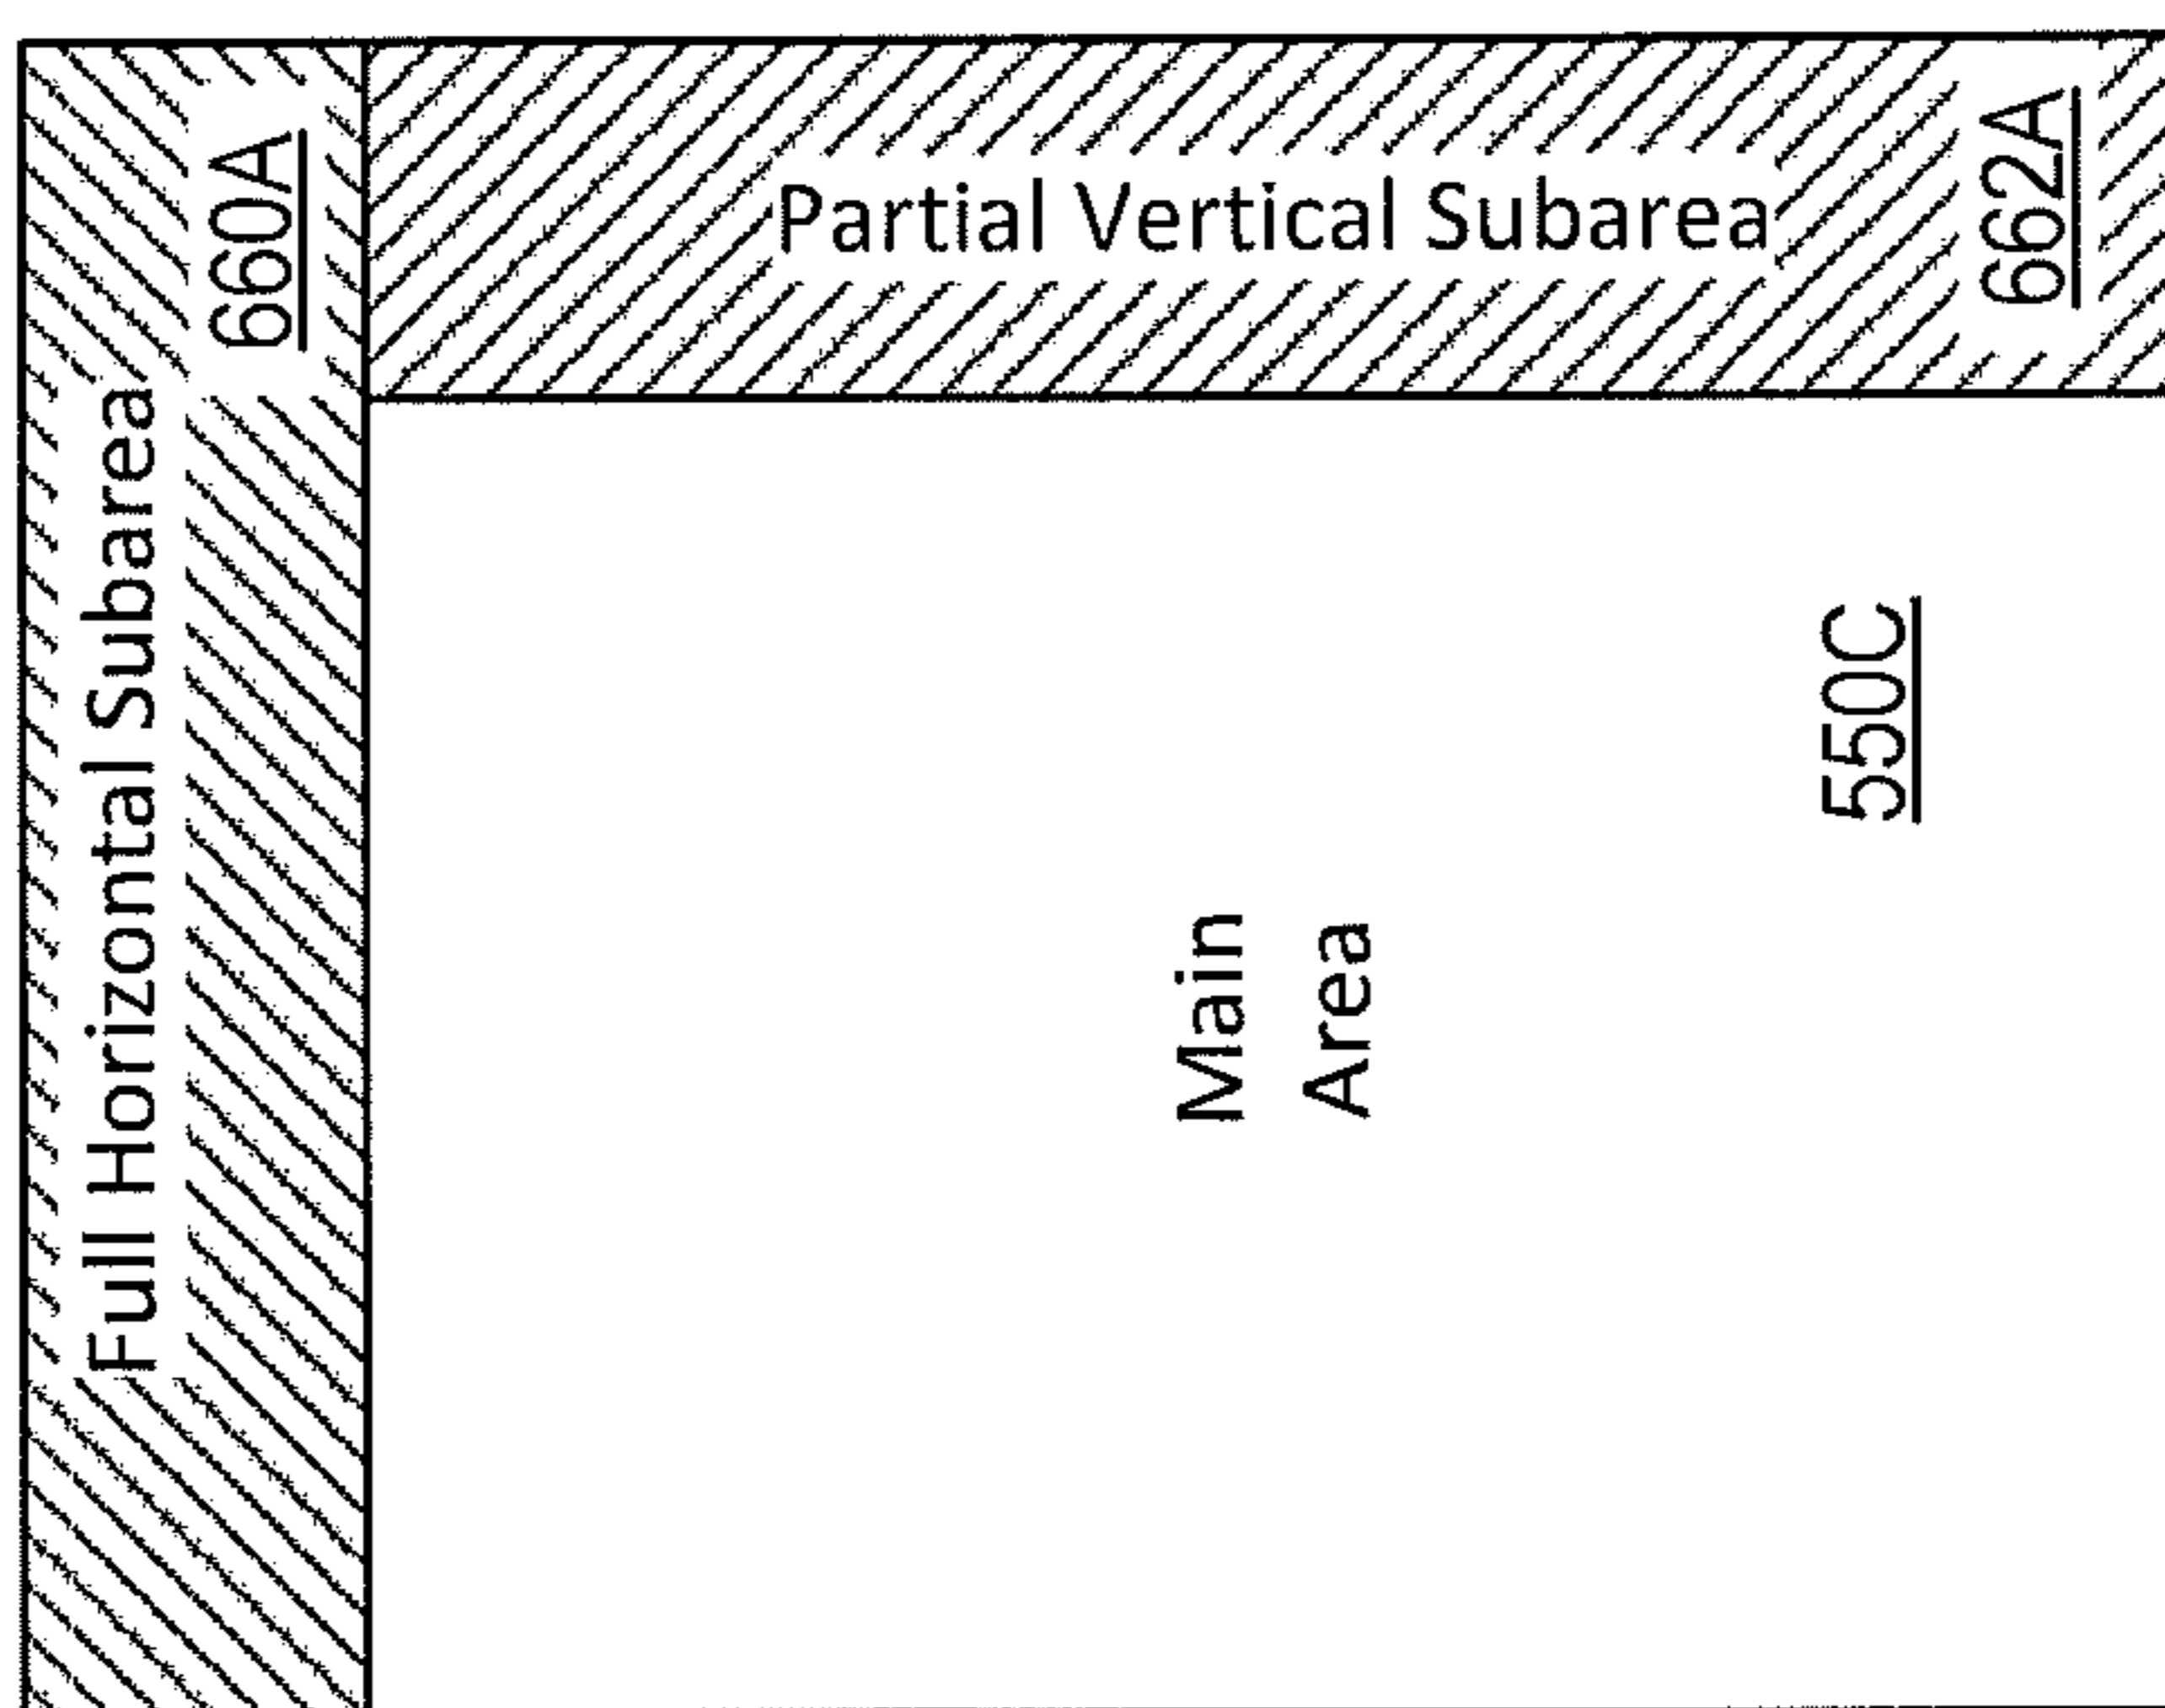 Full Horizontal Subarea
660A
Partial Vertical Subarea
662A
Main
Area
550C